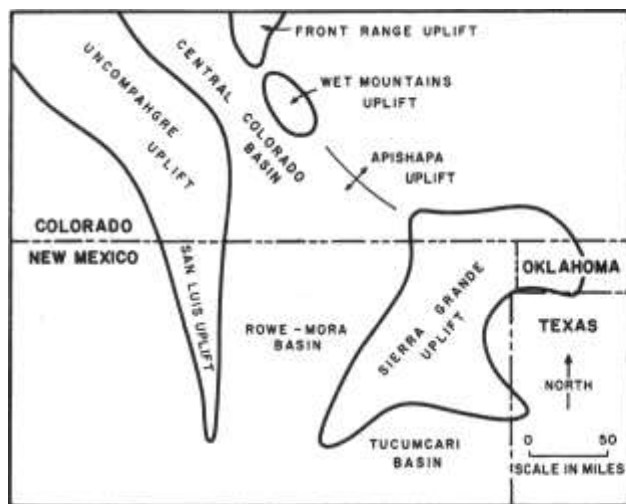 FRONT RANGE UPLIFT
UNCOMPAHGRE
UPLIFT
CENTRAL COLORADO
BASIN
WET MOUNTAINS
UPLIFT
APISHAPA
UPLIFT
COLORADO
NEW MEXICO
SAN LUIS UPLIFT
ROWE-MORA
BASIN
SIERRA GRANDE
UPLIFT
OKLAHOMA
TEXAS
NORTH
TUCUMCARI
BASIN
0 50
SCALE IN MILES